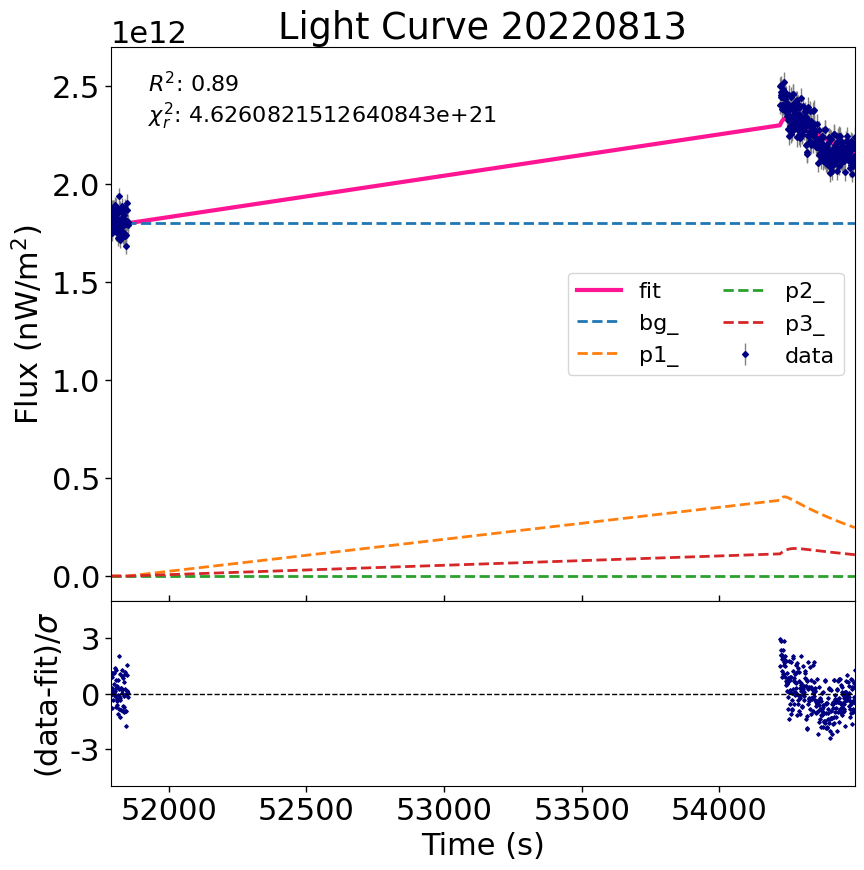 Light Curve 20220813
1e12
R²: 0.89
χ²ᵣ: 4.6260821512640843e+21
2.5
2.0
1.5
1.0
0.5
0.0
Flux (nW/m²)
fit
bg_
p1_
p2_
p3_
data
3
0
-3
(data-fit)/σ
52000 52500 53000 53500 54000
Time (s)